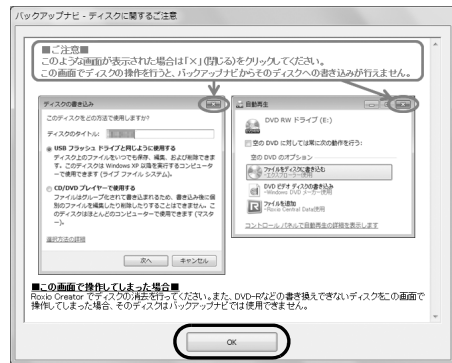 バックアップナビ - ディスクに関するご注意
■ご注意■
このような画面が表示された場合は「×」(閉じる)をクリックしてください。
この画面でディスクの操作を行うと、バックアップナビからそのディスクへの書き込みが行えません。
ディスクの書き込み
このディスクをどの方法で使用しますか?
ディスクのタイトル:
USB フラッシュ ドライブと同じように使用する
ディスク上のファイルをいつでも保存、編集、および削除できます。このディスクは Windows XP 以降を実行するコンピューターで使用できます (ライブ ファイル システム)。
CD/DVD プレイヤーで使用する
ファイルはグループ化されて書き込まれるため、書き込み後に個別のファイルを編集したり削除したりすることはできません。このディスクはほとんどのコンピューターで使用できます (マスター)。
選択方法の詳細
次へ
キャンセル
自動再生
DVD RW ドライブ (E:)
空の DVD に対しては常に次の動作を行う:
空の DVD のオプション
ファイルをディスクに書き込む
-エクスプローラー使用
DVD ビデオ ディスクの書き込み
-Windows DVD メーカー使用
ファイルを追加
-Roxio Central Data使用
コントロール パネルで自動再生の詳細を表示します
■この画面で操作してしまった場合■
Roxio Creator でディスクの消去を行ってください。また、DVD-Rなどの書き換えできないディスクをこの画面で
操作してしまった場合、そのディスクはバックアップナビでは使用できません。
OK